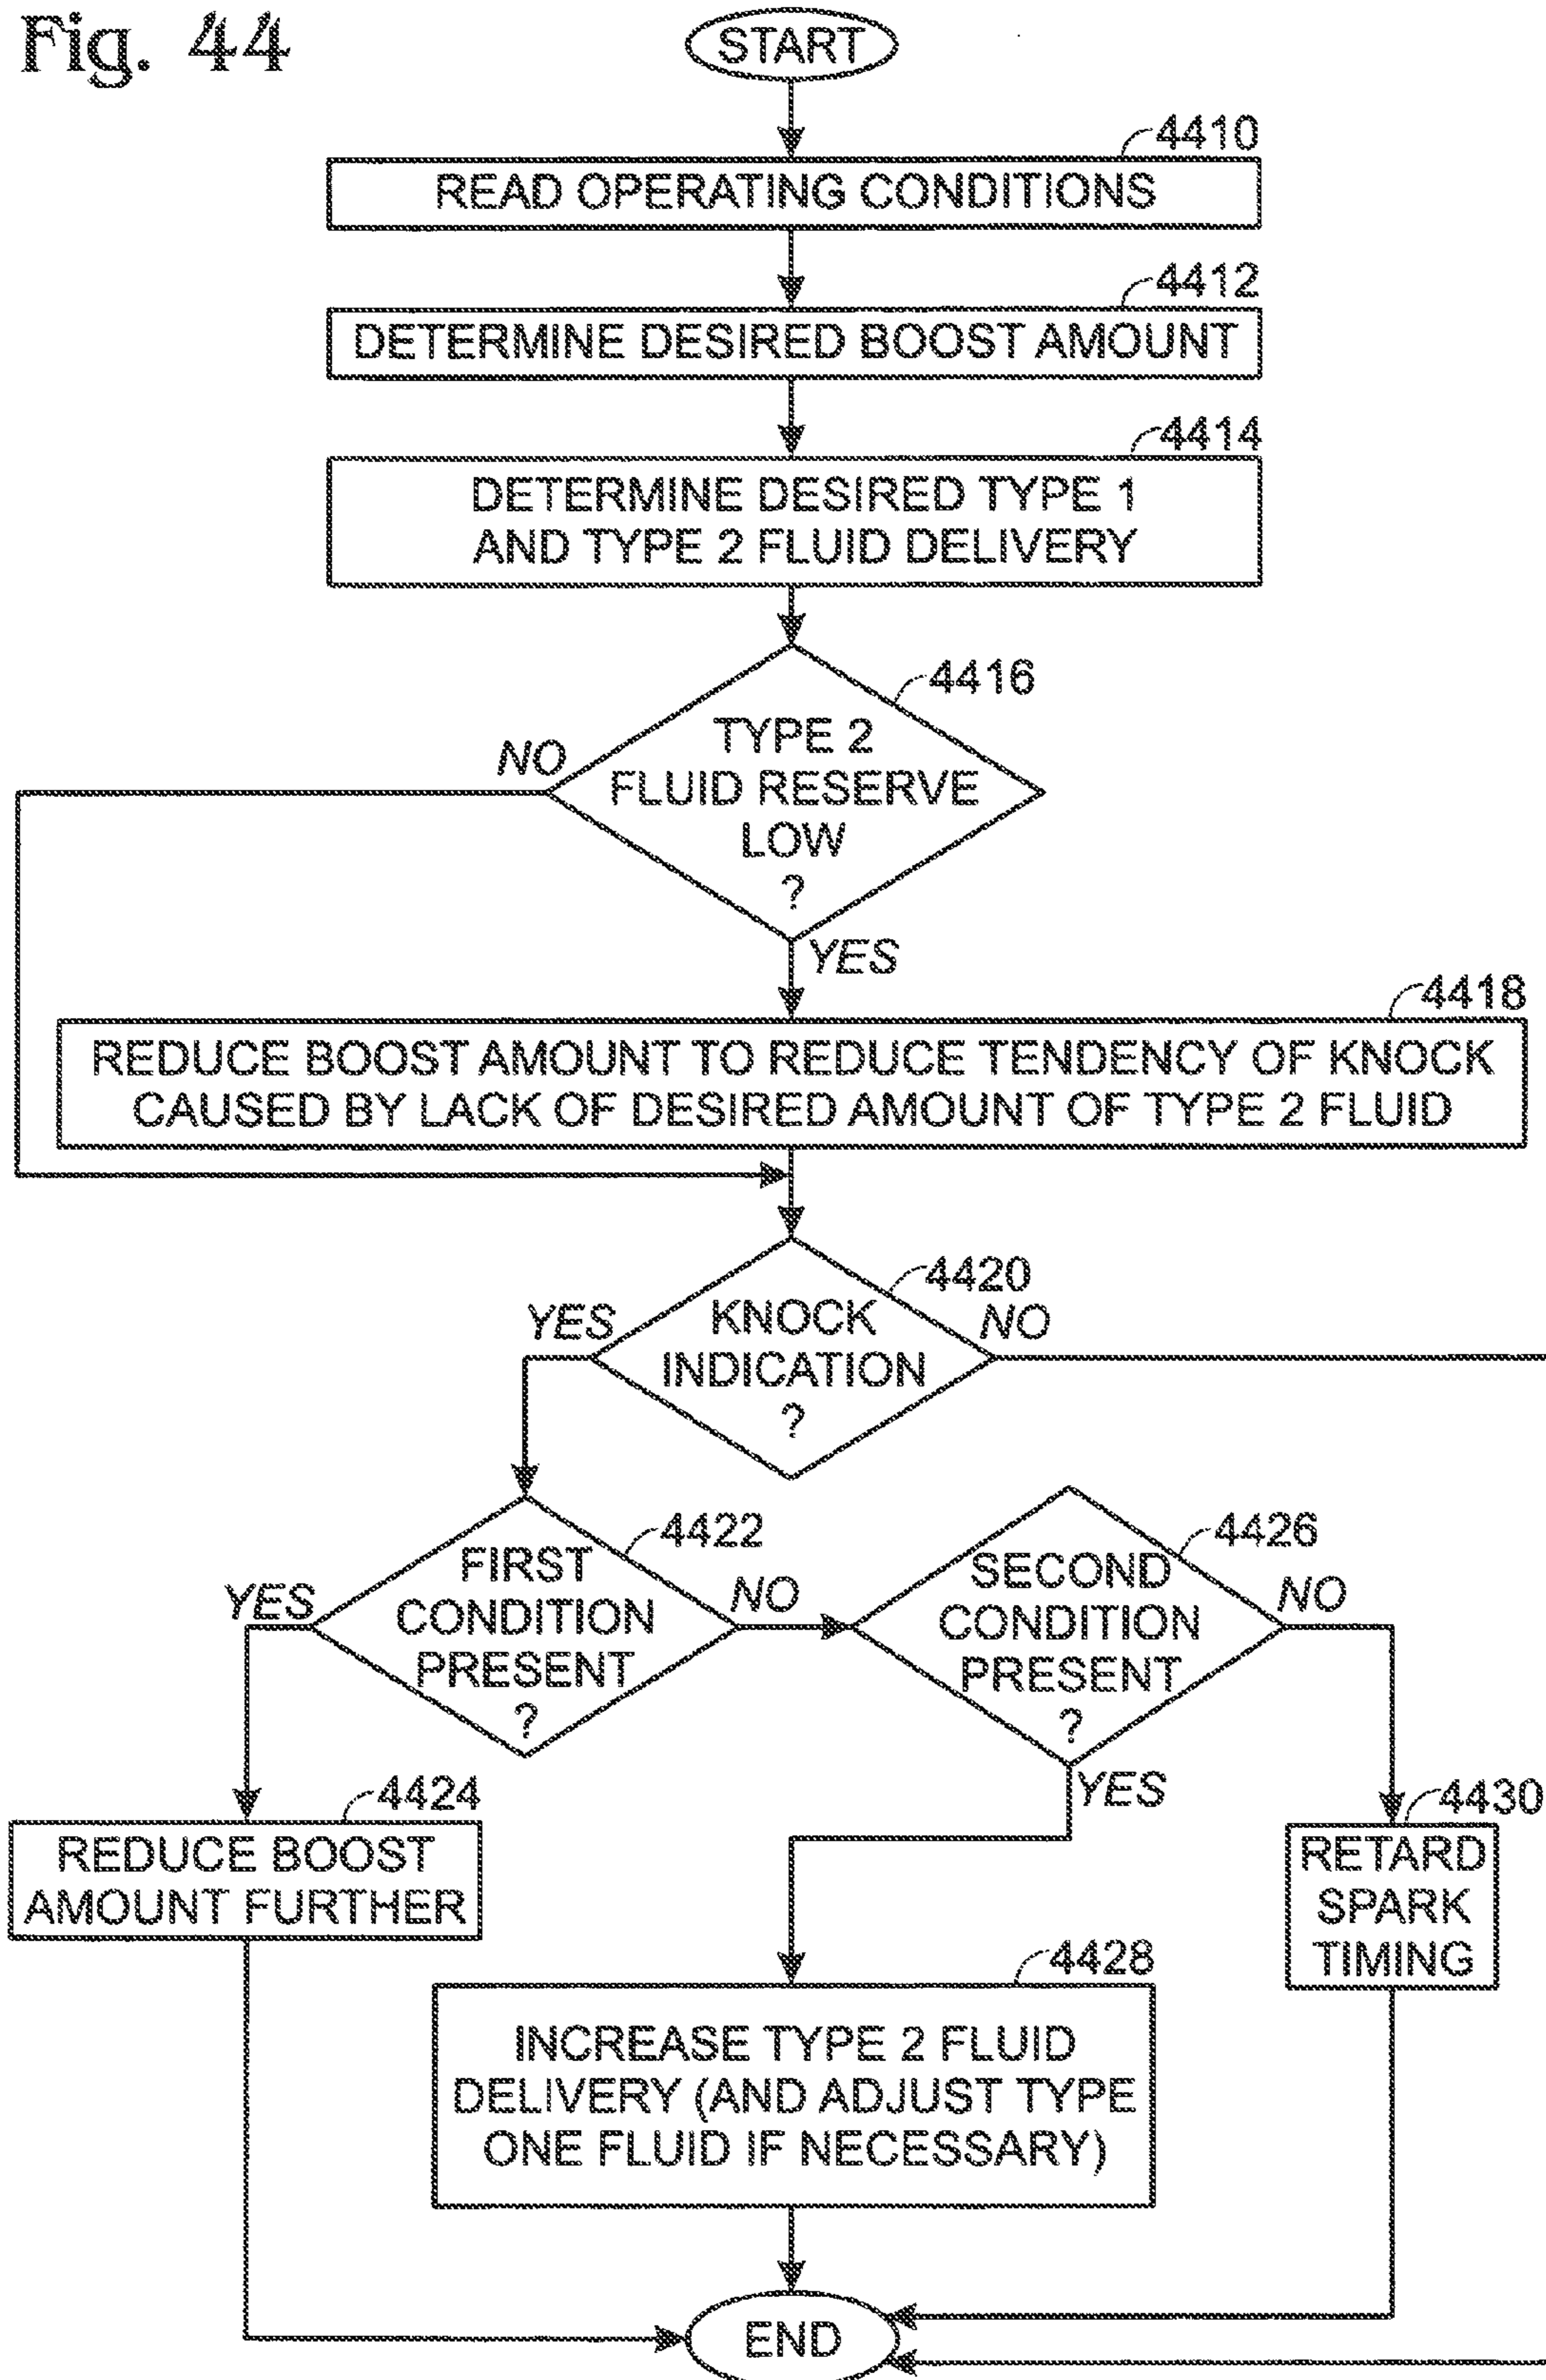 Fig. 44
START
4410
READ OPERATING CONDITIONS
4412
DETERMINE DESIRED BOOST AMOUNT
4414
DETERMINE DESIRED TYPE 1
AND TYPE 2 FLUID DELIVERY
4416
TYPE 2
FLUID RESERVE
LOW
?
NO
YES
4418
REDUCE BOOST AMOUNT TO REDUCE TENDENCY OF KNOCK
CAUSED BY LACK OF DESIRED AMOUNT OF TYPE 2 FLUID
4420
KNOCK
INDICATION
?
YES
NO
4422
FIRST
CONDITION
PRESENT
?
YES
NO
4426
SECOND
CONDITION
PRESENT
?
NO
YES
4424
REDUCE BOOST
AMOUNT FURTHER
4430
RETARD
SPARK
TIMING
4428
INCREASE TYPE 2 FLUID
DELIVERY (AND ADJUST TYPE
ONE FLUID IF NECESSARY)
END